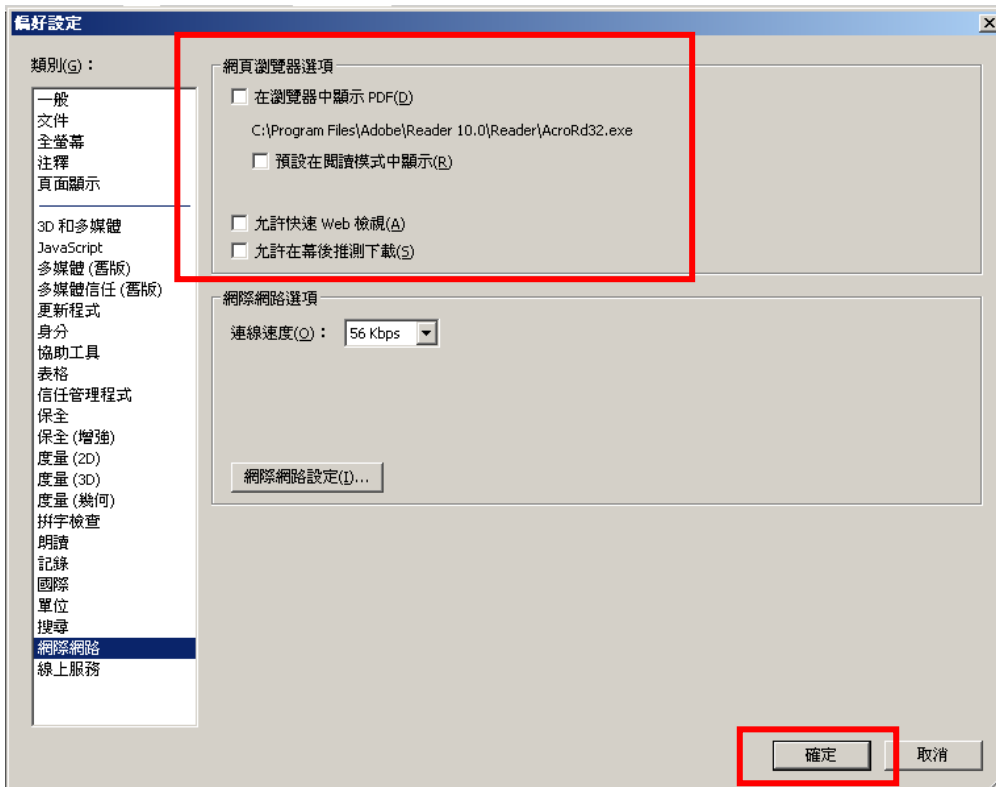 偏好設定
類別(G)：
一般
文件
全螢幕
注釋
頁面顯示
3D 和多媒體
JavaScript
多媒體 (舊版)
多媒體信任 (舊版)
更新程式
身分
協助工具
表格
信任管理程式
保全
保全 (增強)
度量 (2D)
度量 (3D)
度量 (幾何)
拼字檢查
朗讀
記錄
國際
單位
搜尋
網際網路
線上服務
網頁瀏覽器選項
在瀏覽器中顯示 PDF(D)
C:\Program Files\Adobe\Reader 10.0\Reader\AcroRd32.exe
預設在閱讀模式中顯示(R)
允許快速 Web 檢視(A)
允許在幕後推測下載(S)
網際網路選項
連線速度(O)： 56 Kbps
網際網路設定(I)...
確定 取消